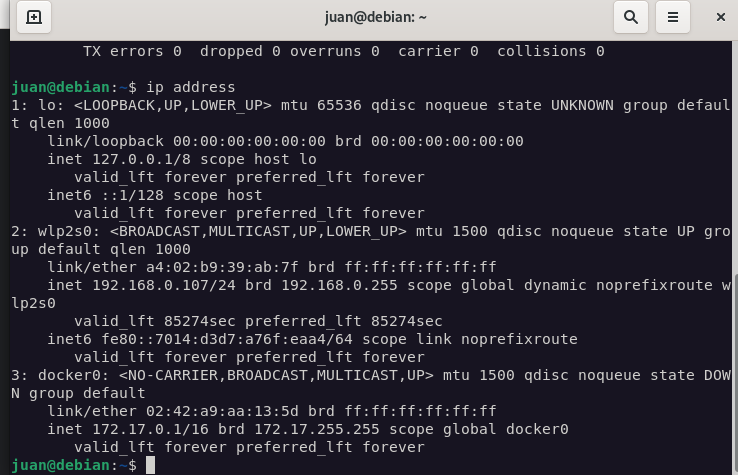 juan@debian: ~
TX errors 0  dropped 0 overruns 0  carrier 0  collisions 0
juan@debian:~$ ip address
1: lo: <LOOPBACK,UP,LOWER_UP> mtu 65536 qdisc noqueue state UNKNOWN group defaul
t qlen 1000
    link/loopback 00:00:00:00:00:00 brd 00:00:00:00:00:00
    inet 127.0.0.1/8 scope host lo
       valid_lft forever preferred_lft forever
    inet6 ::1/128 scope host
       valid_lft forever preferred_lft forever
2: wlp2s0: <BROADCAST,MULTICAST,UP,LOWER_UP> mtu 1500 qdisc noqueue state UP gro
up default qlen 1000
    link/ether a4:02:b9:39:ab:7f brd ff:ff:ff:ff:ff:ff
    inet 192.168.0.107/24 brd 192.168.0.255 scope global dynamic noprefixroute w
lp2s0
       valid_lft 85274sec preferred_lft 85274sec
    inet6 fe80::7014:d3d7:a76f:eaa4/64 scope link noprefixroute
       valid_lft forever preferred_lft forever
3: docker0: <NO-CARRIER,BROADCAST,MULTICAST,UP> mtu 1500 qdisc noqueue state DOW
N group default
    link/ether 02:42:a9:aa:13:5d brd ff:ff:ff:ff:ff:ff
    inet 172.17.0.1/16 brd 172.17.255.255 scope global docker0
       valid_lft forever preferred_lft forever
juan@debian:~$